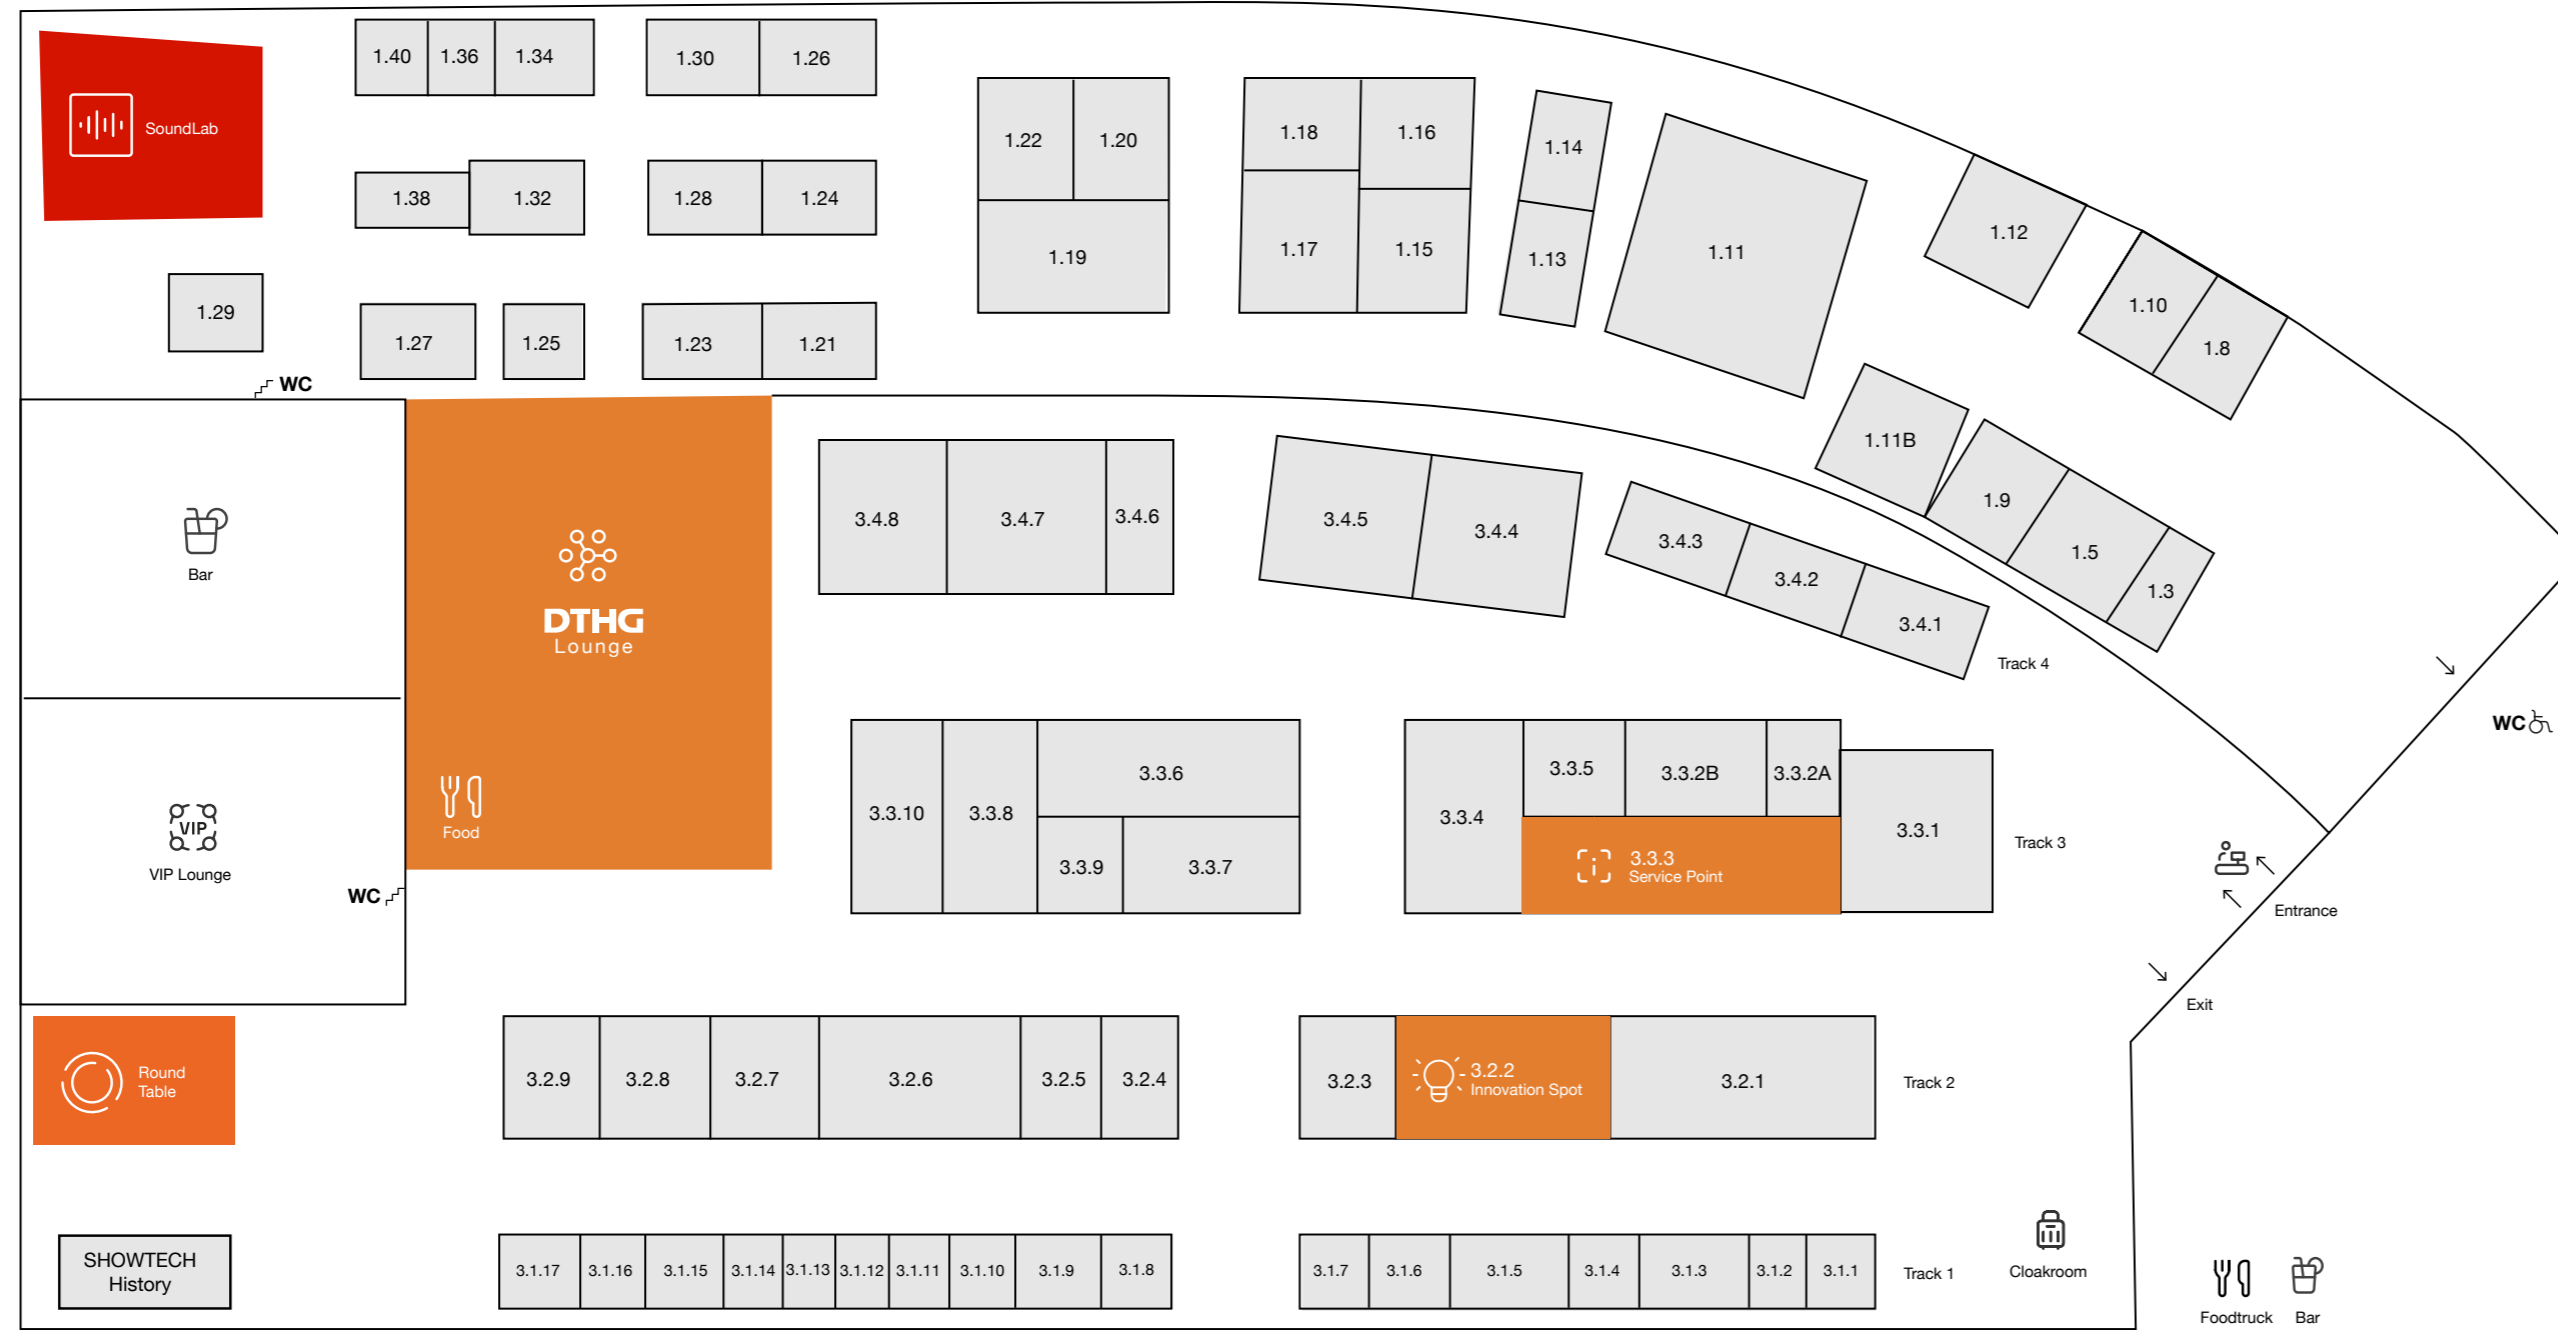 1.40 1.36 1.34 1.30 1.26
SoundLab
1.22 1.20 1.18 1.16 1.14
1.38 1.32 1.28 1.24
1.19 1.17 1.15 1.13 1.11 1.12
1.29 1.27 1.25 1.23 1.21
1.10 1.8
WC
1.11B 1.9 1.5 1.3
3.4.8 3.4.7 3.4.6 3.4.5 3.4.4 3.4.3 3.4.2 3.4.1
Track 4
Bar
DTHG
Lounge
WC
3.3.10 3.3.8 3.3.6 3.3.4 3.3.5 3.3.2B 3.3.2A 3.3.1
Track 3
3.3.9 3.3.7
3.3.3
Service Point
Food
VIP
VIP Lounge
WC
Entrance
Exit
Round
Table
3.2.9 3.2.8 3.2.7 3.2.6 3.2.5 3.2.4 3.2.3
3.2.2
Innovation Spot
3.2.1
Track 2
SHOWTECH
History
3.1.17 3.1.16 3.1.15 3.1.14 3.1.13 3.1.12 3.1.11 3.1.10 3.1.9 3.1.8 3.1.7 3.1.6 3.1.5 3.1.4 3.1.3 3.1.2 3.1.1
Track 1
Cloakroom
Foodtruck
Bar